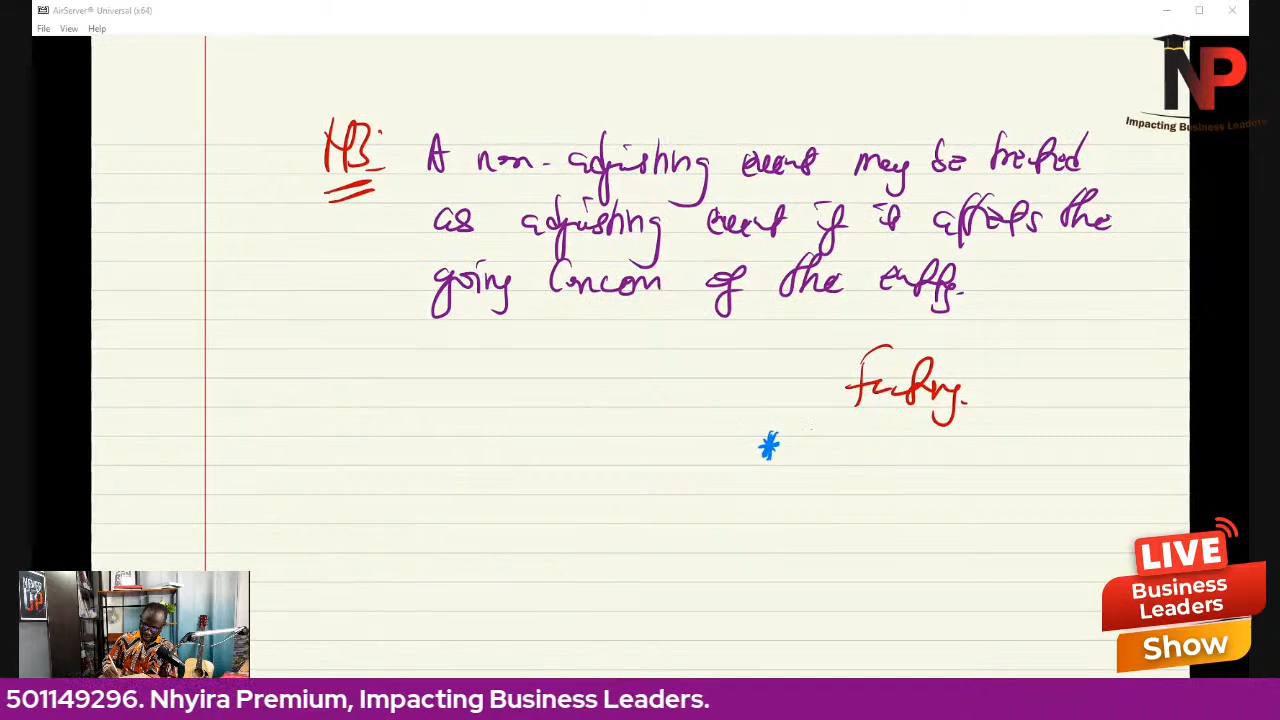 AirServer® Universal (x64)
File View Help
NP
Impacting Business Leaders
NB: A non-adjusting event may be treated
as adjusting event if it affects the
going concern of the entity.
LIVE
Business
Leaders
Show
501149296. Nhyira Premium, Impacting Business Leaders.